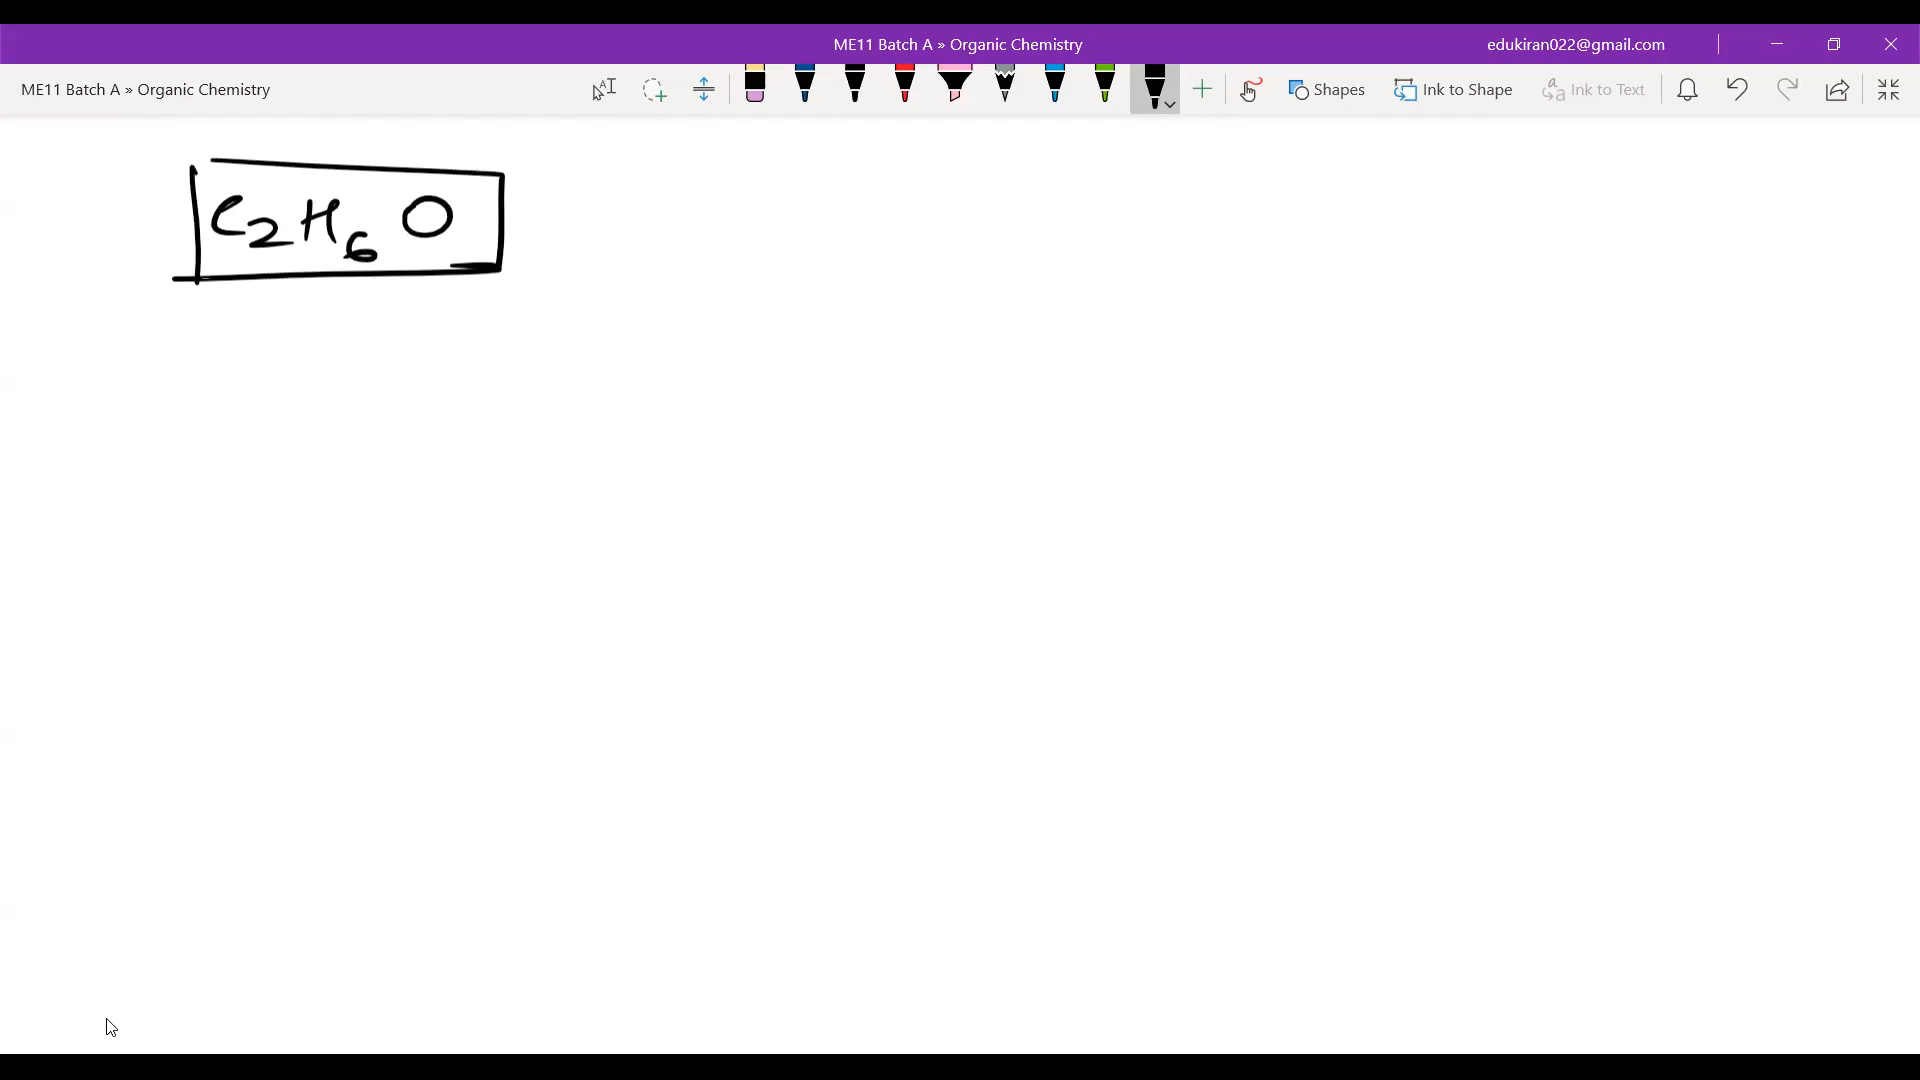 ME11 Batch A » Organic Chemistry
edukiran022@gmail.com
ME11 Batch A » Organic Chemistry
Shapes
Ink to Shape
Ink to Text
C₂H₆O